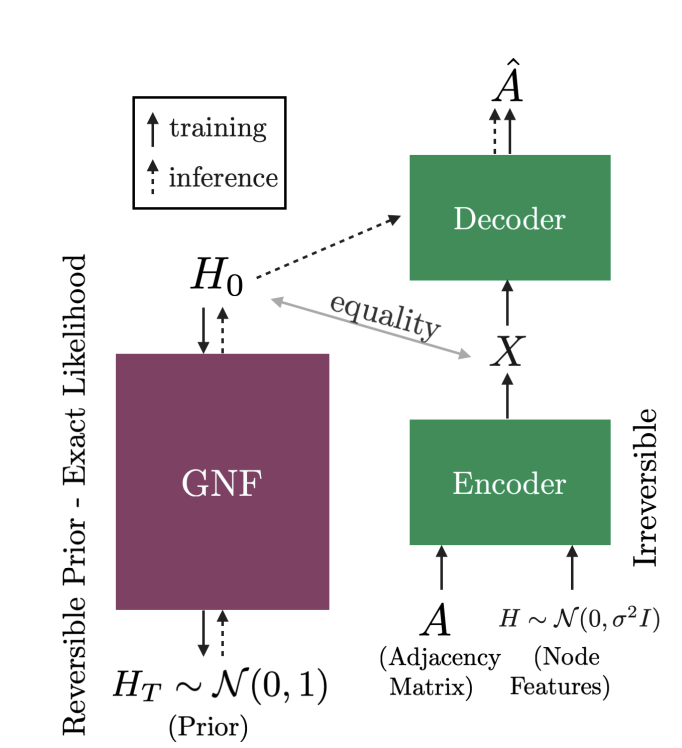 Â
training
inference
Decoder
H₀
equality
X
Reversible Prior - Exact Likelihood
GNF
Encoder
Irreversible
A
H ∼ 𝒩(0, σ²I)
(Adjacency
Matrix)
(Node
Features)
H_T ∼ 𝒩(0, 1)
(Prior)